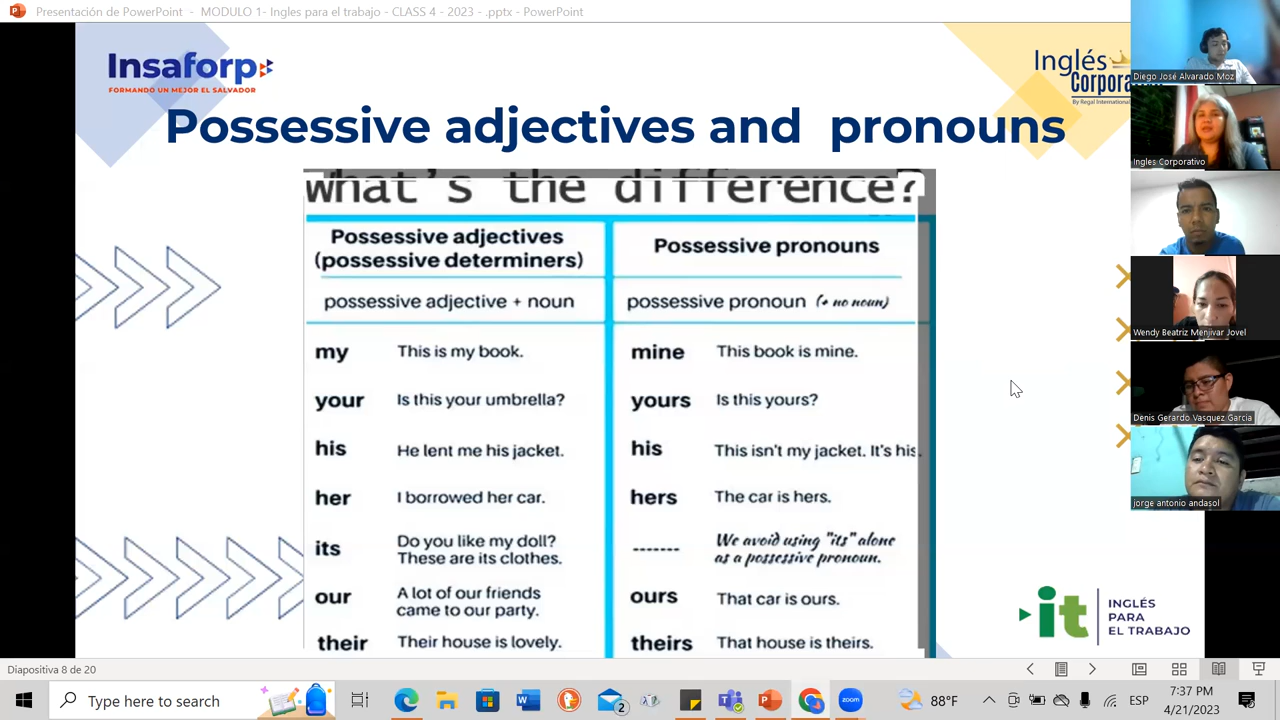 Presentación de PowerPoint - MODULO 1- Ingles para el trabajo - CLASS 4 - 2023 - .pptx - PowerPoint
Insaforp
FORMANDO UN MEJOR EL SALVADOR
Inglés
Corpora
By Regal International
Possessive adjectives and pronouns
What's the difference?
Possessive adjectives
(possessive determiners)
Possessive pronouns
possessive adjective + noun
possessive pronoun (+ no noun)
my This is my book.
mine This book is mine.
your Is this your umbrella?
yours Is this yours?
his He lent me his jacket.
his This isn't my jacket. It's his.
her I borrowed her car.
hers The car is hers.
its Do you like my doll?
These are its clothes.
------- We avoid using "its" alone
as a possessive pronoun.
our A lot of our friends
came to our party.
ours That car is ours.
their Their house is lovely.
theirs That house is theirs.
it INGLÉS
PARA
EL TRABAJO
Diego José Alvarado Moz
Ingles Corporativo
Wendy Beatriz Menjivar Jovel
Denis Gerardo Vasquez Garcia
jorge antonio andasol
Diapositiva 8 de 20
Type here to search
2
zoom
88°F
ESP
7:37 PM
4/21/2023